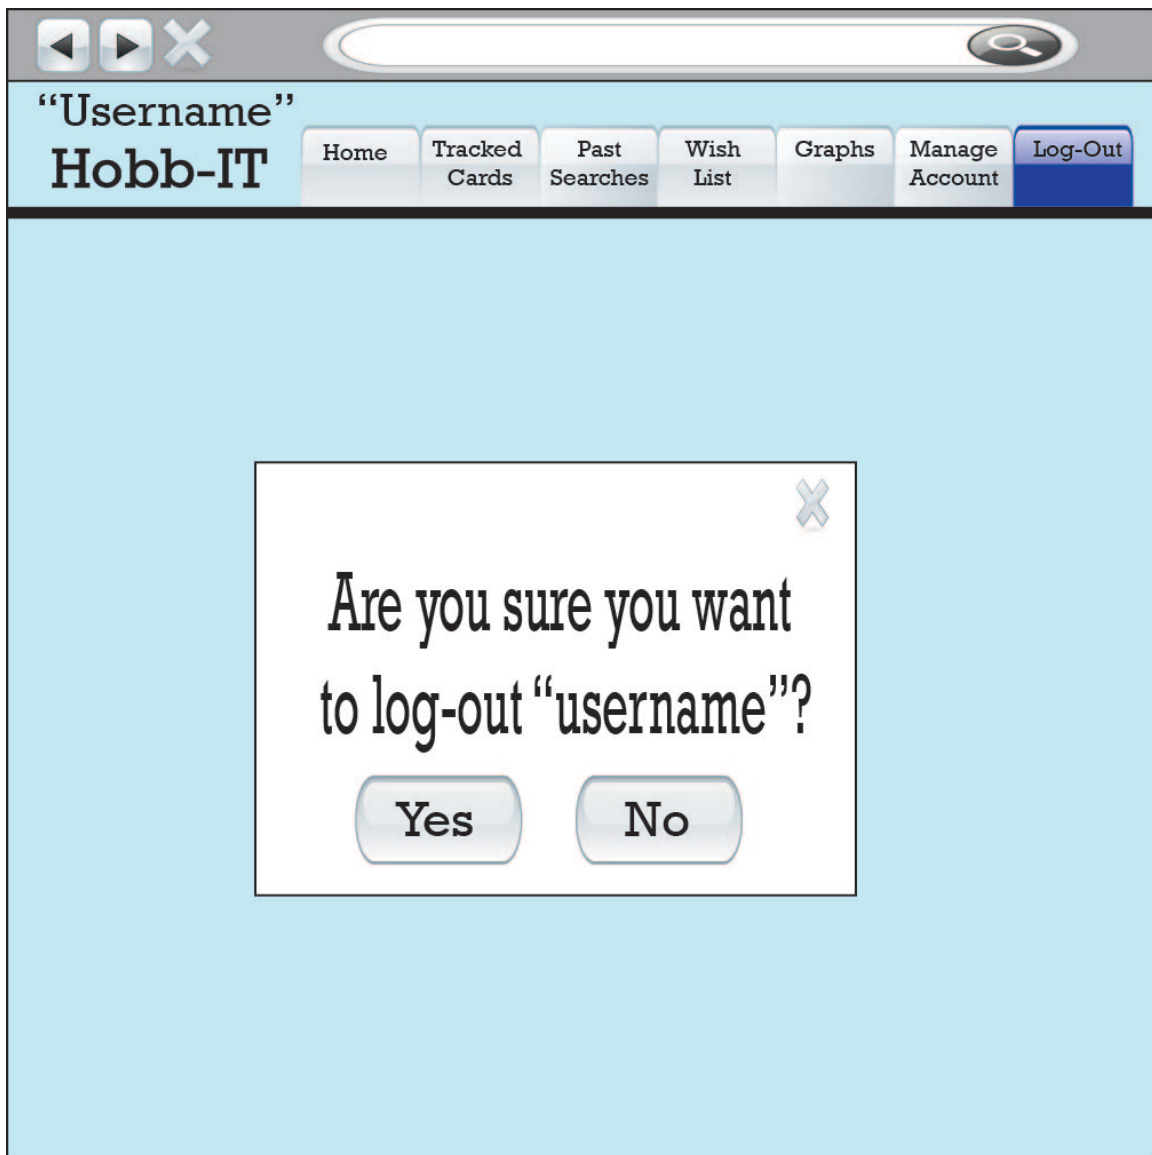 “Username”
Hobb-IT
Home
Tracked
Cards
Past
Searches
Wish
List
Graphs
Manage
Account
Log-Out
Are you sure you want
to log-out “username”?
Yes
No